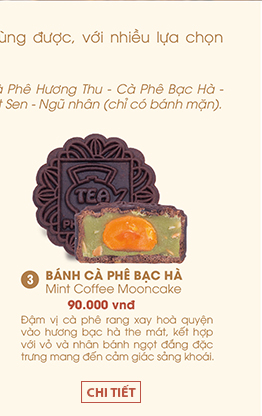 ùng được, với nhiều lựa chọn
à Phê Hương Thu - Cà Phê Bạc Hà -
t Sen - Ngũ nhân (chỉ có bánh mặn).
TEA
3 BÁNH CÀ PHÊ BẠC HÀ
Mint Coffee Mooncake
90.000 vnđ
Đậm vị cà phê rang xay hoà quyện
vào hương bạc hà the mát, kết hợp
với vỏ và nhân bánh ngọt đắng đặc
trưng mang đến cảm giác sảng khoái.
CHI TIẾT